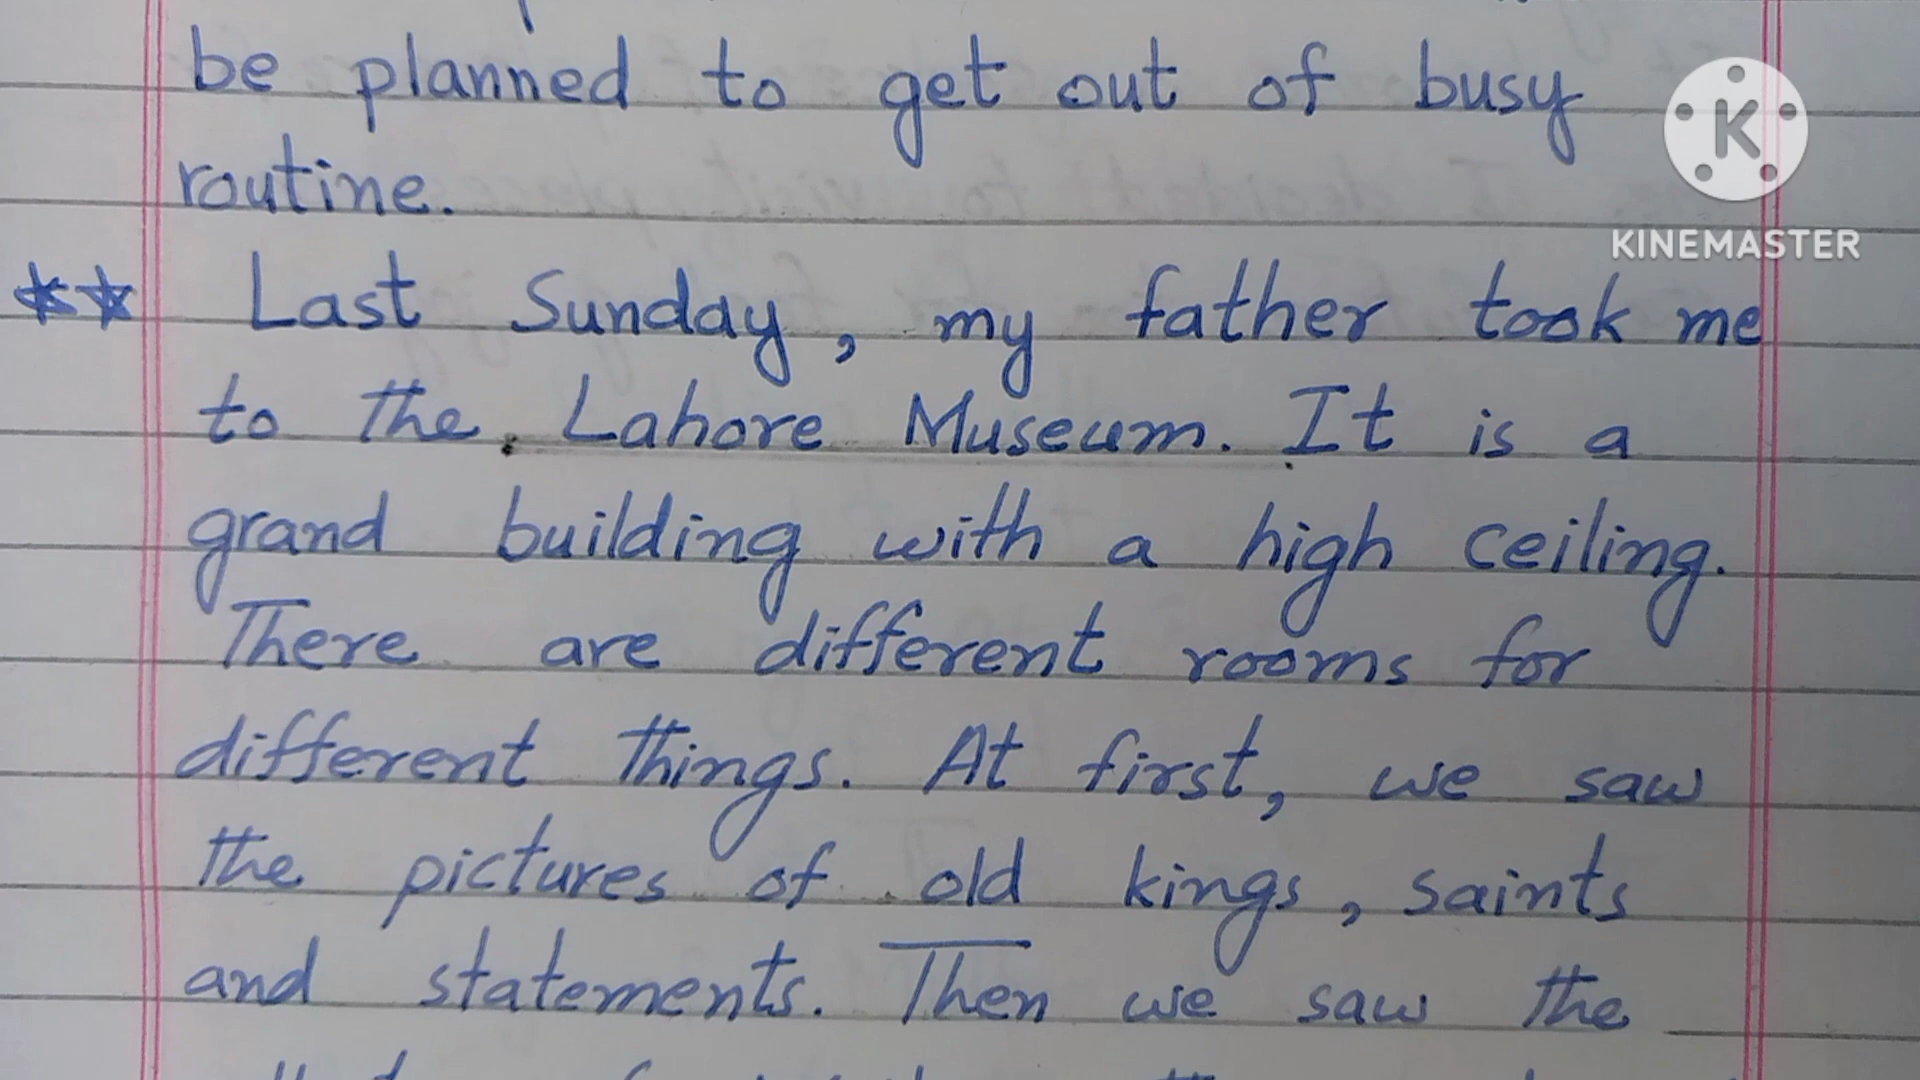 be planned to get out of busy
routine.
** Last Sunday, my father took me
to the Lahore Museum. It is a
grand building with a high ceiling.
There are different rooms for
different things. At first, we saw
the pictures of old kings, saints
and statements. Then we saw the
K
KINEMASTER